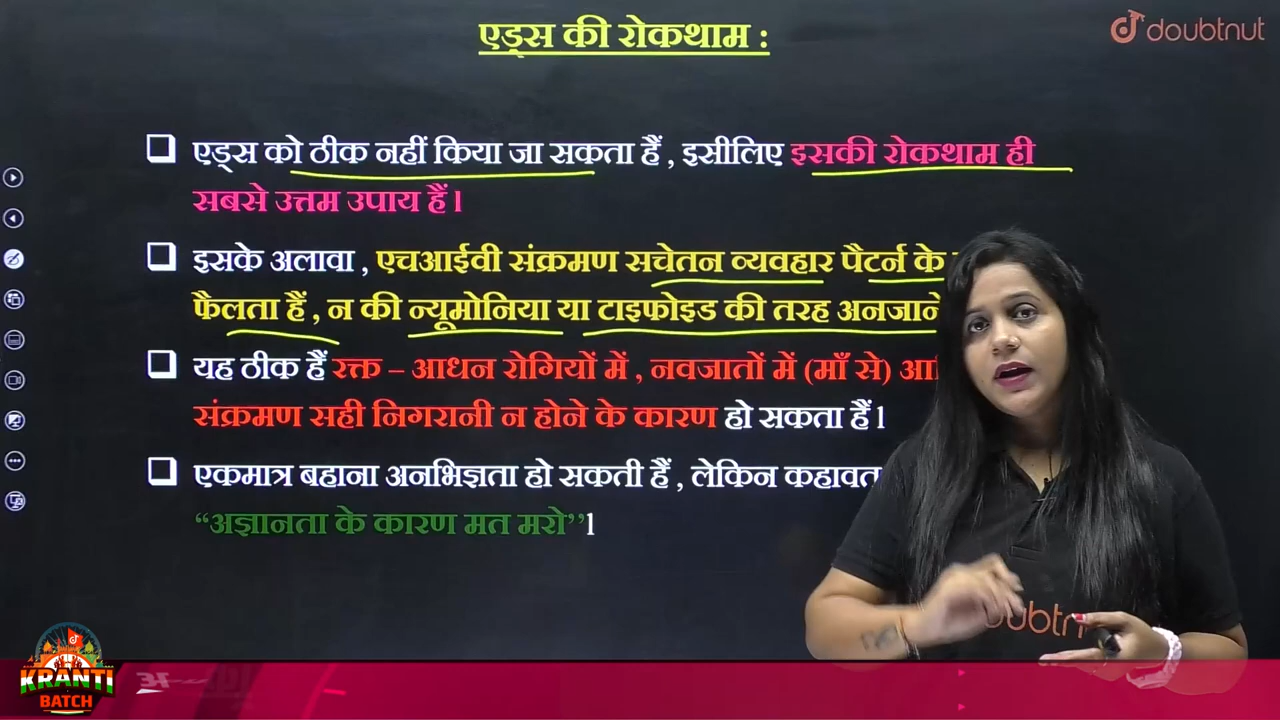 एड्स की रोकथाम :
doubtnut
एड्स को ठीक नहीं किया जा सकता हैं , इसीलिए इसकी रोकथाम ही
सबसे उत्तम उपाय हैं ।
इसके अलावा , एचआईवी संक्रमण सचेतन व्यवहार पैटर्न के
फैलता हैं , न की न्यूमोनिया या टाइफोइड की तरह अनजाने
यह ठीक हैं रक्त – आधन रोगियों में , नवजातों में (माँ से)
संक्रमण सही निगरानी न होने के कारण हो सकता हैं ।
एकमात्र बहाना अनभिज्ञता हो सकती हैं , लेकिन कहावत
“अज्ञानता के कारण मत मरो’’।
KRANTI
BATCH